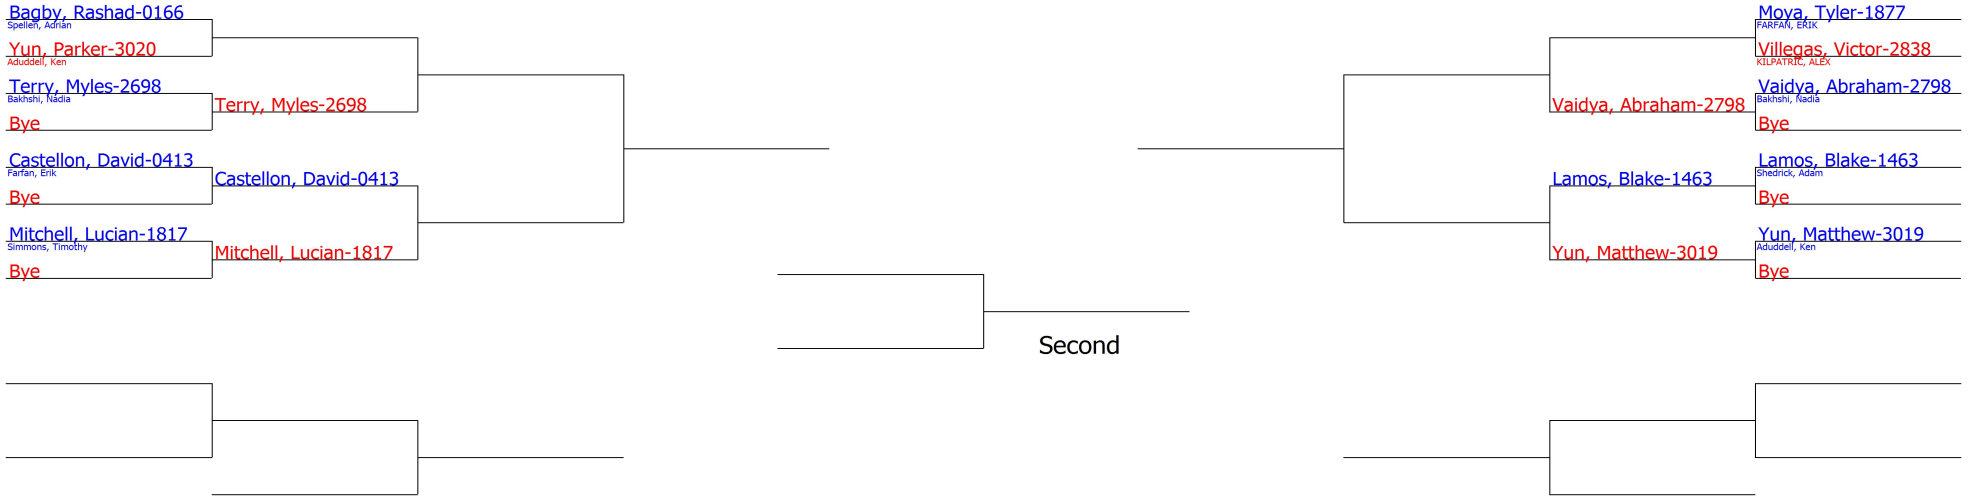 Bagby, Rashad-0166
Spellen, Adrian
Yun, Parker-3020
Aduddell, Ken
Terry, Myles-2698
Bakhshi, Nadia
Bye
Terry, Myles-2698
Castellon, David-0413
Farfan, Erik
Bye
Castellon, David-0413
Mitchell, Lucian-1817
Simmons, Timothy
Bye
Mitchell, Lucian-1817
Second
Moya, Tyler-1877
FARFAN, ERIK
Villegas, Victor-2838
KILPATRIC, ALEX
Vaidya, Abraham-2798
Vaidya, Abraham-2798
Bakhshi, Nadia
Bye
Lamos, Blake-1463
Lamos, Blake-1463
Shedrick, Adam
Bye
Yun, Matthew-3019
Yun, Matthew-3019
Aduddell, Ken
Bye